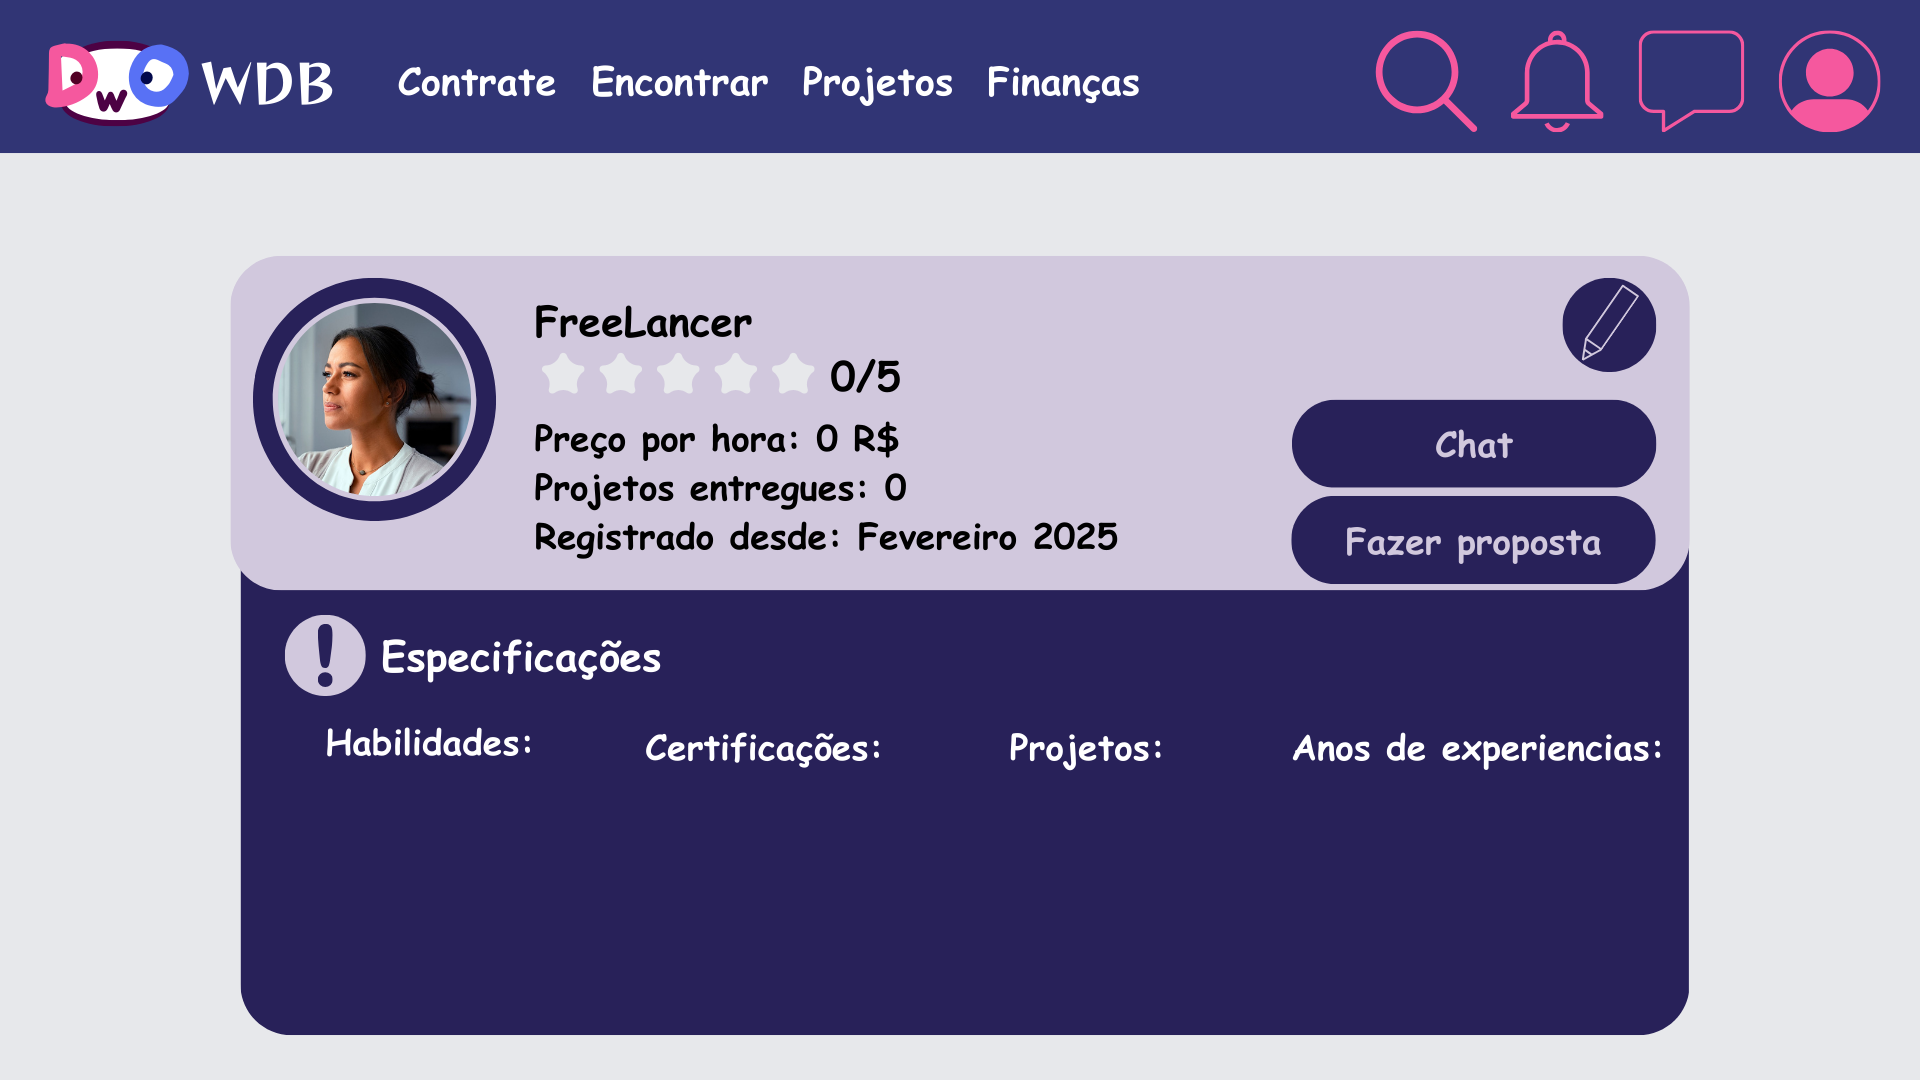 DwO WDB Contrate Encontrar Projetos Finanças
FreeLancer
0/5
Preço por hora: 0 R$
Projetos entregues: 0
Registrado desde: Fevereiro 2025
Chat
Fazer proposta
! Especificações
Habilidades: Certificações: Projetos: Anos de experiencias: